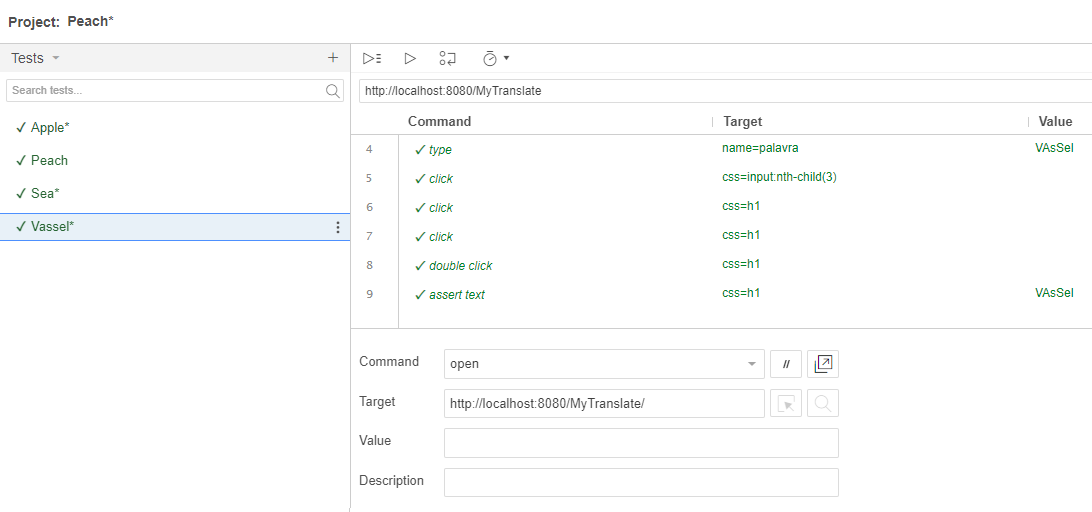 Project: Peach*
Tests
Search tests...
Apple*
Peach
Sea*
Vassel*
http://localhost:8080/MyTranslate
Command Target Value
4 type name=palavra VAsSel
5 click css=input:nth-child(3)
6 click css=h1
7 click css=h1
8 double click css=h1
9 assert text css=h1 VAsSel
Command open //
Target http://localhost:8080/MyTranslate/
Value
Description